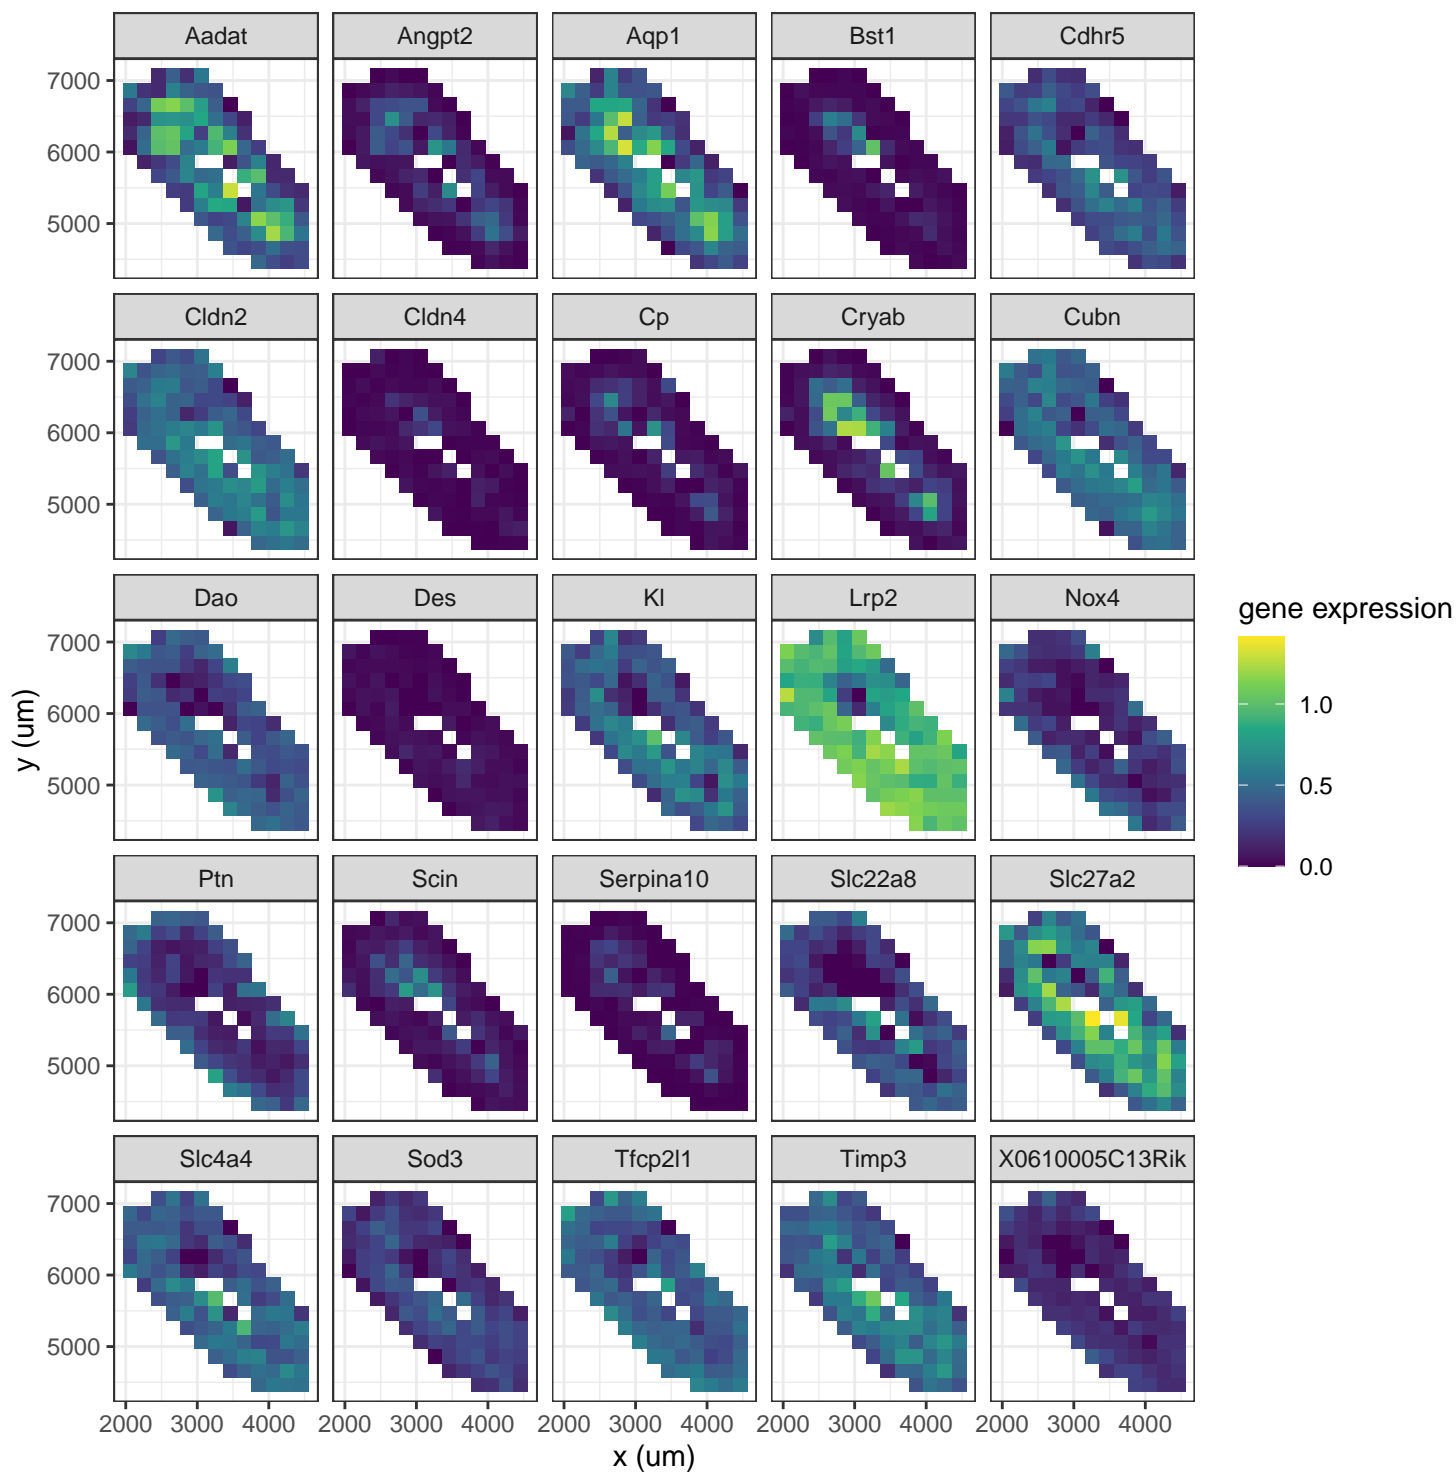 Aadat Angpt2 Aqp1 Bst1 Cdhr5
7000
6000
5000
Cldn2 Cldn4 Cp Cryab Cubn
7000
6000
5000
Dao Des Kl Lrp2 Nox4
7000
6000
5000
y (um)
gene expression
1.0
0.5
0.0
Ptn Scin Serpina10 Slc22a8 Slc27a2
7000
6000
5000
Slc4a4 Sod3 Tfcp2l1 Timp3 X0610005C13Rik
7000
6000
5000
2000 3000 4000 2000 3000 4000 2000 3000 4000 2000 3000 4000 2000 3000 4000
x (um)